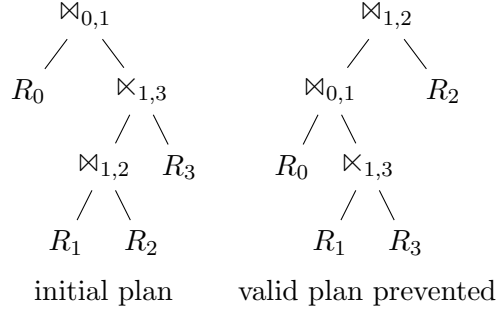 ⋈0,1 ⋈1,2
R0 ⋉1,3 ⋈0,1 R2
⋈1,2 R3 R0 ⋉1,3
R1 R2 R1 R3
initial plan valid plan prevented